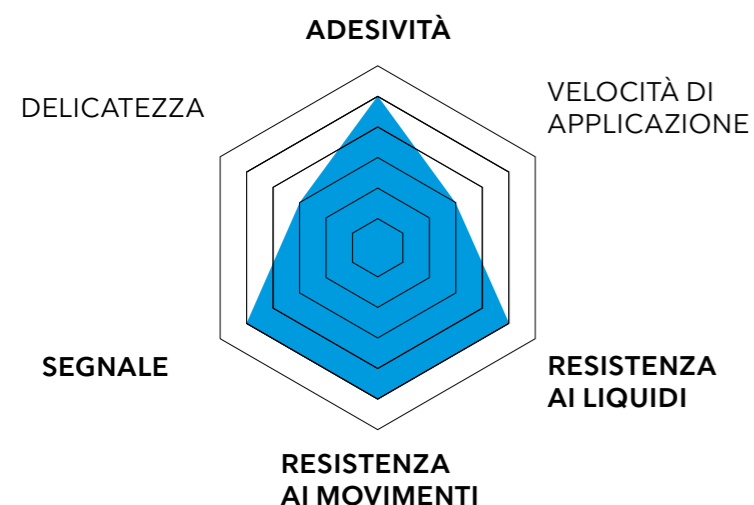 ADESIVITÀ
DELICATEZZA
VELOCITÀ DI
APPLICAZIONE
SEGNALE
RESISTENZA
AI LIQUIDI
RESISTENZA
AI MOVIMENTI